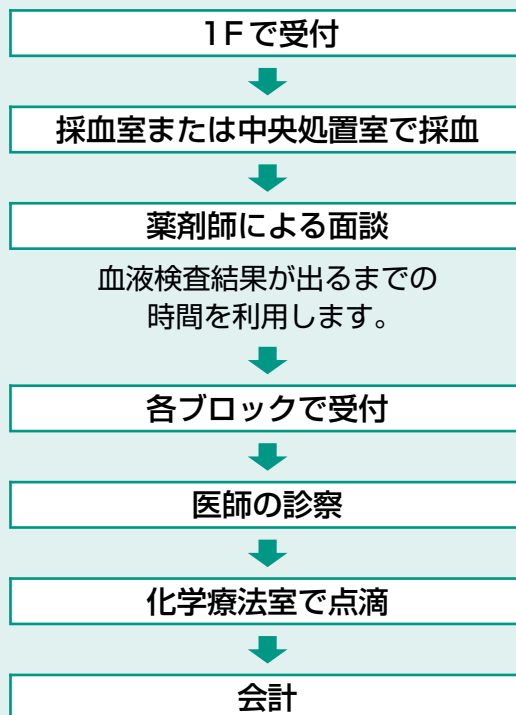 1Fで受付
採血室または中央処置室で採血
薬剤師による面談
血液検査結果が出るまでの
時間を利用します。
各ブロックで受付
医師の診察
化学療法室で点滴
会計